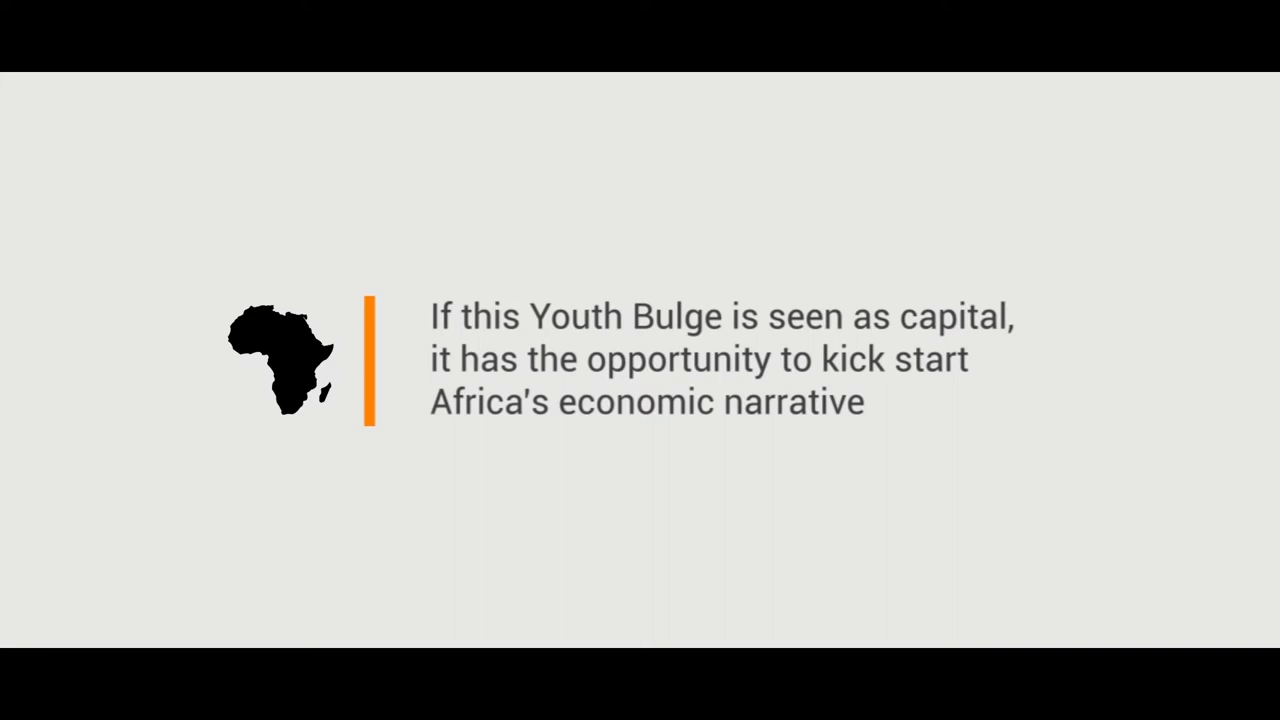 If this Youth Bulge is seen as capital,
it has the opportunity to kick start
Africa's economic narrative